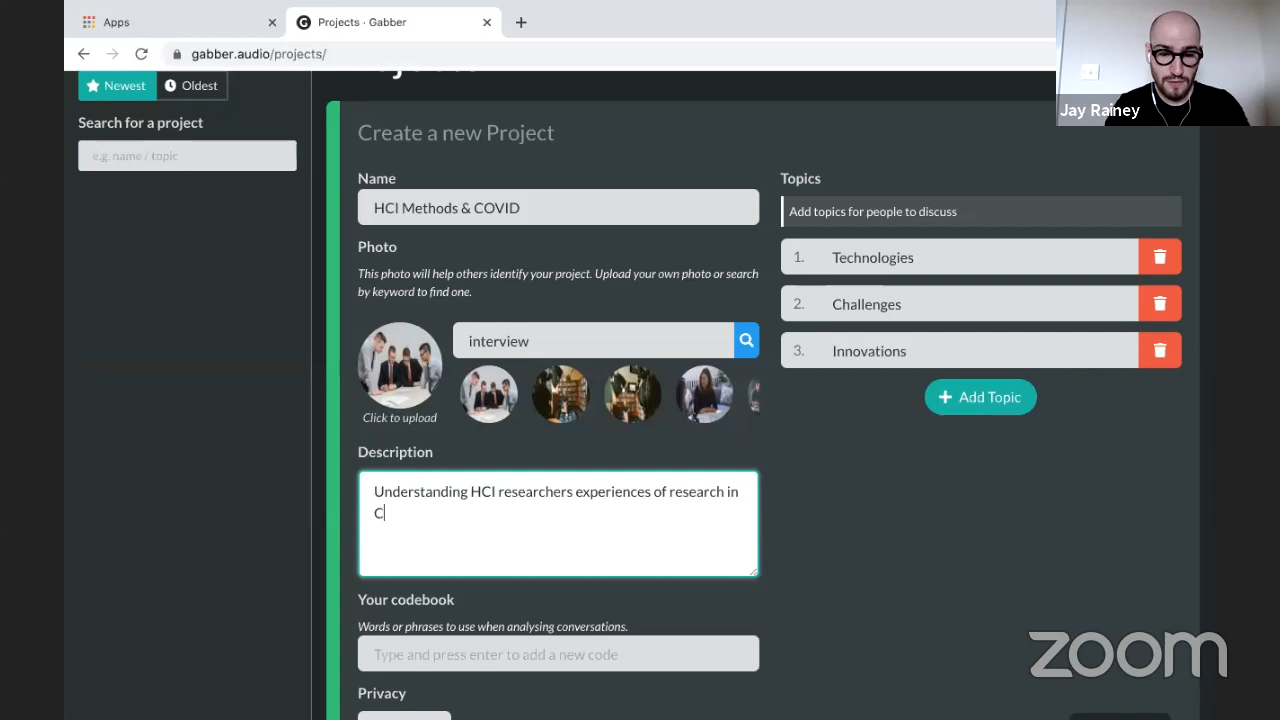 Apps
Projects · Gabber
gabber.audio/projects/
Jay Rainey
Newest
Oldest
Search for a project
e.g. name / topic
Create a new Project
Name
HCI Methods & COVID
Photo
This photo will help others identify your project. Upload your own photo or search
by keyword to find one.
interview
Click to upload
Description
Understanding HCI researchers experiences of research in
C
Your codebook
Words or phrases to use when analysing conversations.
Type and press enter to add a new code
Privacy
Topics
Add topics for people to discuss
1. Technologies
2. Challenges
3. Innovations
Add Topic
zoom